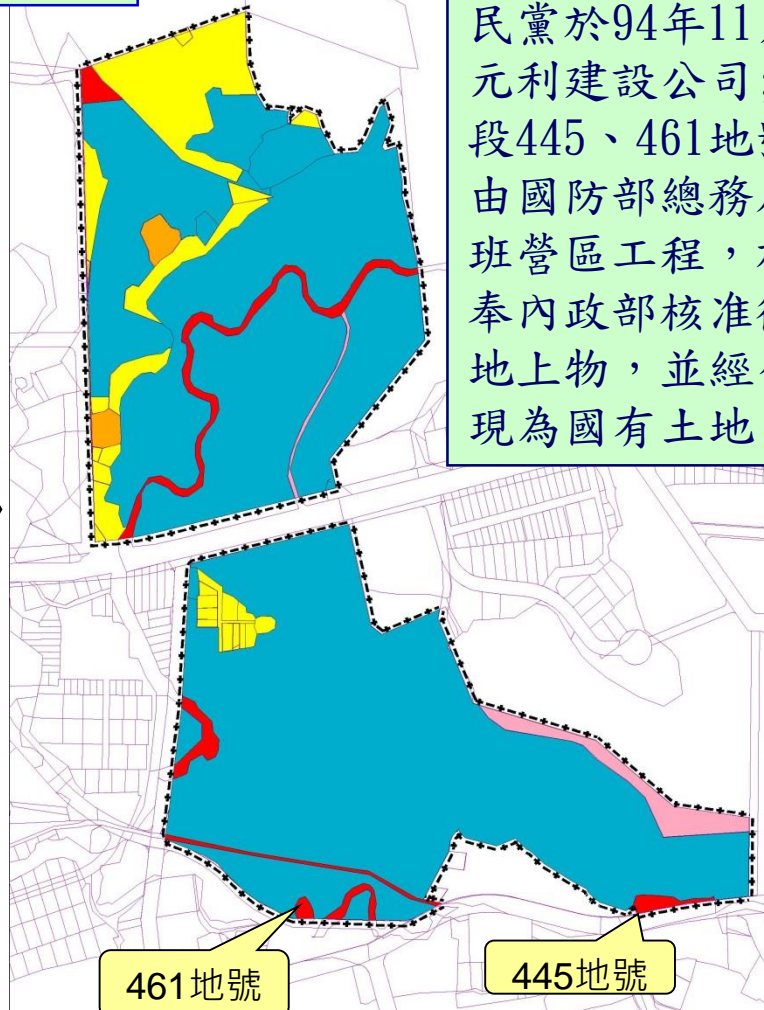 民黨於94年11
元利建設公司
段445、461地號
由國防部總務
班營區工程，
奉內政部核准
地上物，並經
現為國有土地
461地號
445地號